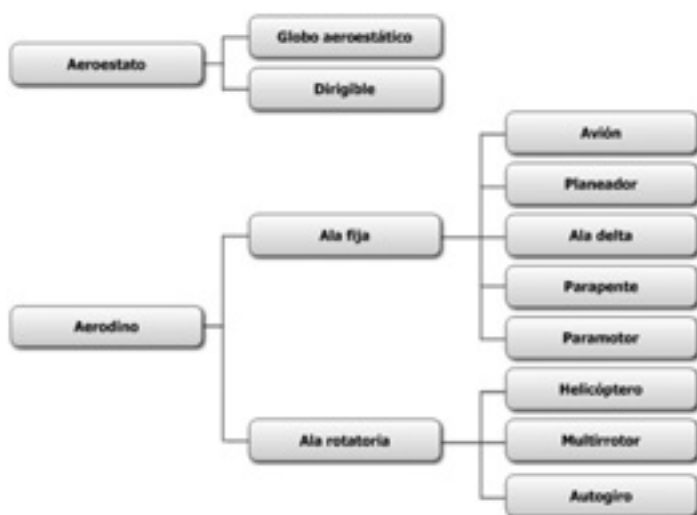 Aeroestato
Globo aeroestático
Dirigible
Aerodino
Ala fija
Avión
Planeador
Ala delta
Parapente
Paramotor
Ala rotatoria
Helicóptero
Multirrotor
Autogiro